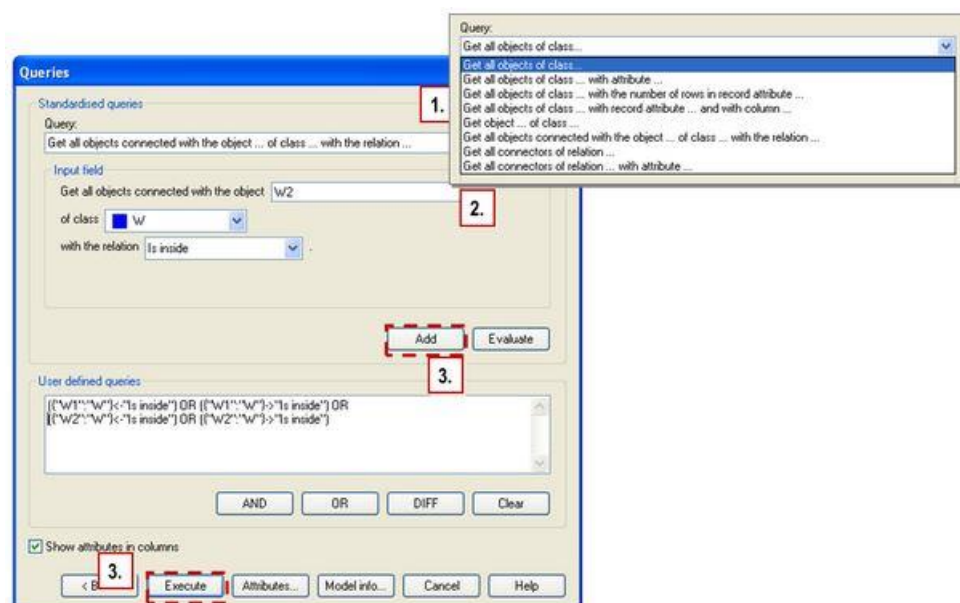 Query:
Get all objects of class...
Get all objects of class...
Get all objects of class ... with attribute ...
Get all objects of class ... with the number of rows in record attribute ...
Get all objects of class ... with record attribute ... and with column ...
Get object ... of class ...
Get all objects connected with the object ... of class ... with the relation ...
Get all connectors of relation ...
Get all connectors of relation ... with attribute ...
Queries
1.
Standardised queries
Query:
Get all objects connected with the object ... of class ... with the relation ...
Input field
Get all objects connected with the object W2
2.
of class W
with the relation Is inside .
Add Evaluate
3.
User defined queries
({"W1":"W"}<-"Is inside") OR ({"W1":"W"}->"Is inside") OR
({"W2":"W"}<-"Is inside") OR ({"W2":"W"}->"Is inside")
AND OR DIFF Clear
Show attributes in columns
3.
< B Execute Attributes... Model info... Cancel Help